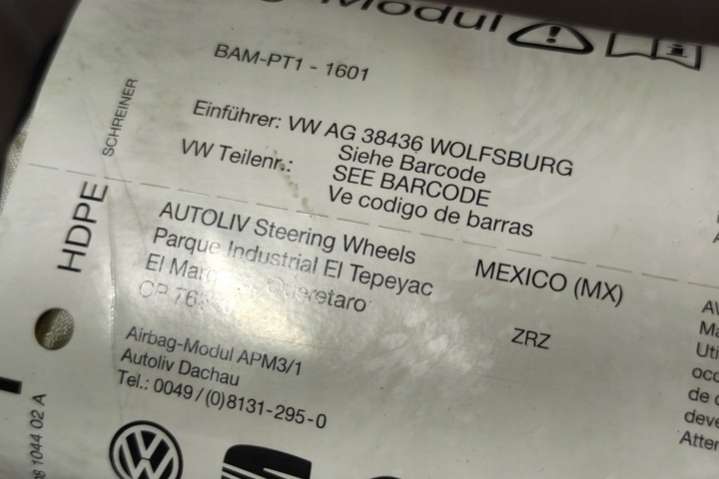 Modul
BAM-PT1 - 1601
SCHREINER
Einführer: VW AG 38436 WOLFSBURG
VW Teilenr.: Siehe Barcode
SEE BARCODE
Ve codigo de barras
HDPE
AUTOLIV Steering Wheels
Parque Industrial El Tepeyac
El Queretaro
CP
MEXICO (MX)
ZRZ
Airbag-Modul APM3/1
Autoliv Dachau
Tel.: 0049 / (0)8131-295-0
1044 02 A